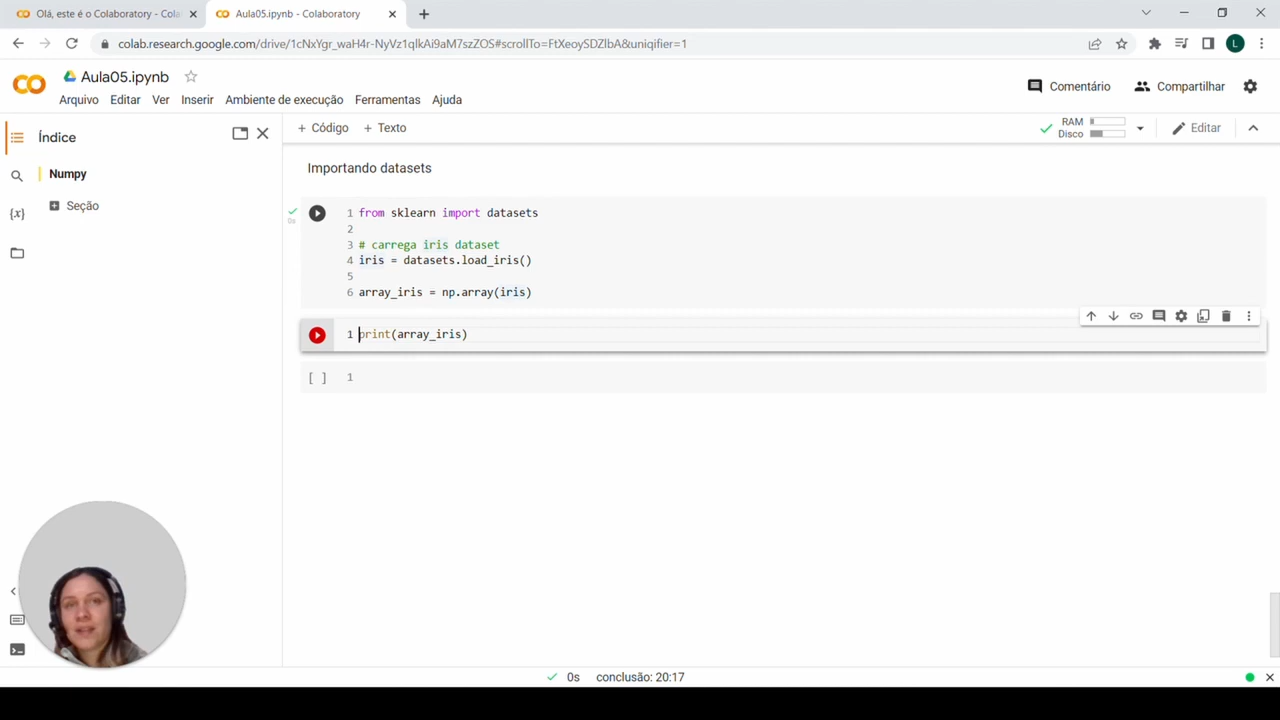 Olá, este é o Colaboratory - Cola
Aula05.ipynb - Colaboratory
colab.research.google.com/drive/1cNxYgr_waH4r-NyVz1qIkAi9aM7szZOS#scrollTo=FtXeoySDZlbA&uniqifier=1
L
Aula05.ipynb
Arquivo Editar Ver Inserir Ambiente de execução Ferramentas Ajuda
Comentário Compartilhar
Índice
Numpy
Seção
+ Código + Texto
RAM
Disco
Editar
Importando datasets
0s
1 from sklearn import datasets
2
3 # carrega iris dataset
4 iris = datasets.load_iris()
5
6 array_iris = np.array(iris)
1 print(array_iris)
[ ] 1
0s conclusão: 20:17